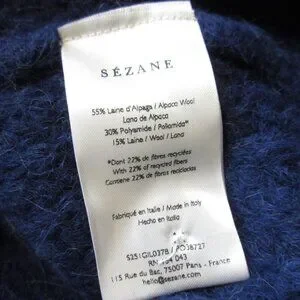 SÉZANE
55% Laine d'Alpaga / Alpaca Wool
Lana de Alpaca
30% Polyamide / Poliamida*
15% Laine / Wool / Lana
*Dont 22% de fibres recyclées
With 22% of recycled fibers
Contiene 22% de fibras recicladas
Fabriqué en Italie / Made in Italy
Hecho en Italia
115 Rue du Bac, 75007 Paris - France
hello@sezane.com